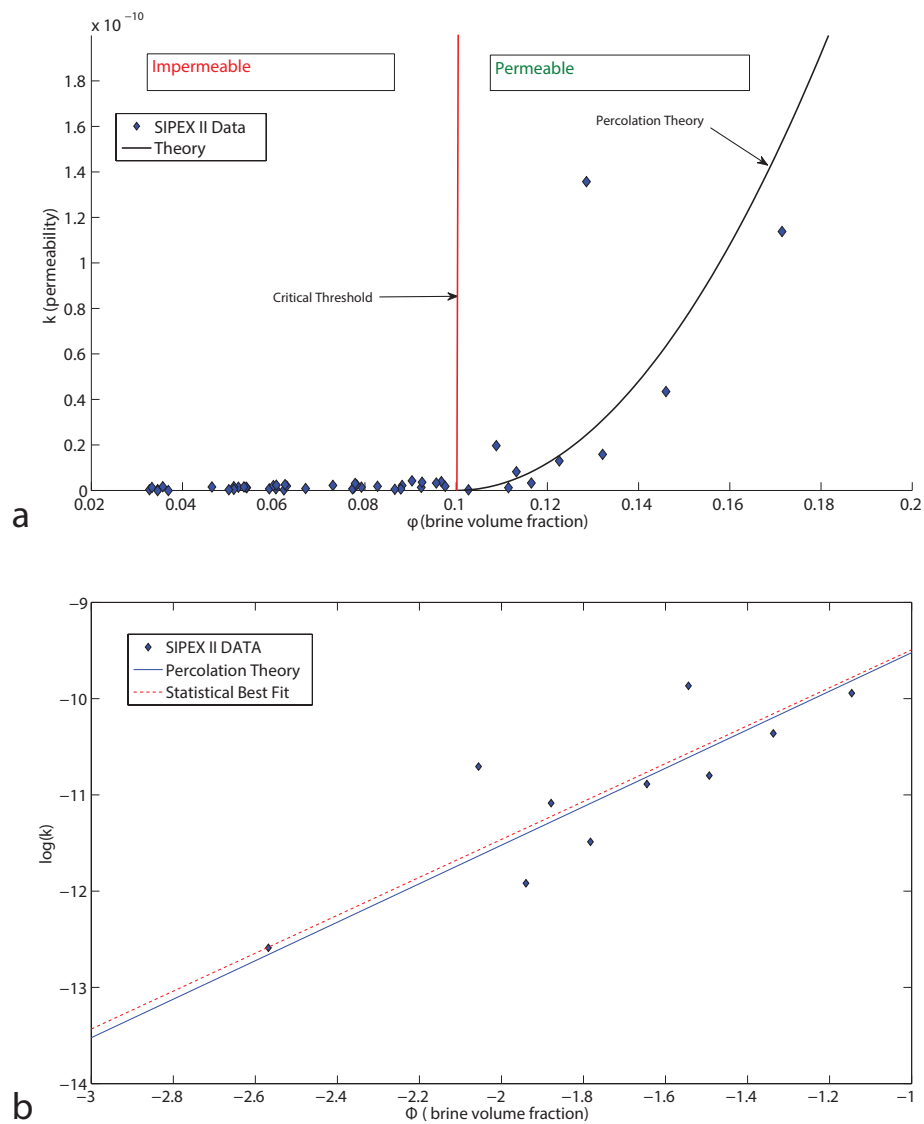 x 10⁻¹⁰
1.8
1.6
1.4
1.2
1
0.8
0.6
0.4
0.2
0
k (permeability)
Impermeable
Permeable
SIPEX II Data
Theory
Percolation Theory
Critical Threshold
0.02 0.04 0.06 0.08 0.1 0.12 0.14 0.16 0.18 0.2
φ (brine volume fraction)
a
−9
−10
−11
−12
−13
−14
log(k)
SIPEX II DATA
Percolation Theory
Statistical Best Fit
−3 −2.8 −2.6 −2.4 −2.2 −2 −1.8 −1.6 −1.4 −1.2 −1
Φ ( brine volume fraction)
b